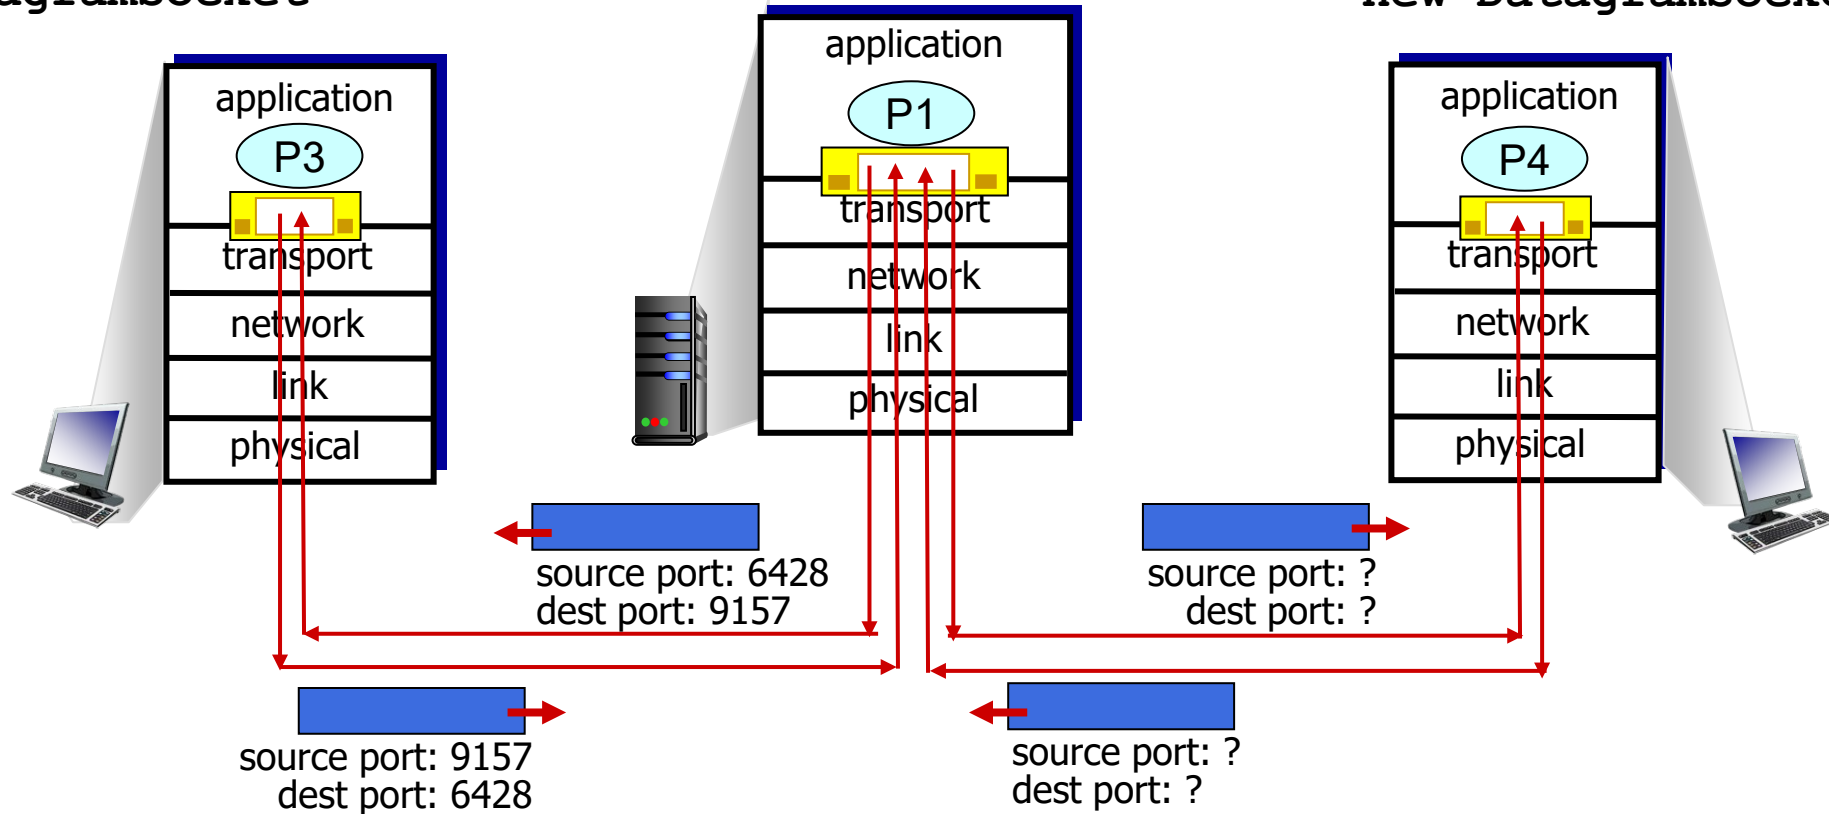 application
P3
transport
network
link
physical
application
P1
transport
network
link
physical
new
application
P4
transport
network
link
physical
source port: 6428
dest port: 9157
source port: ?
dest port: ?
source port: 9157
dest port: 6428
source port: ?
dest port: ?